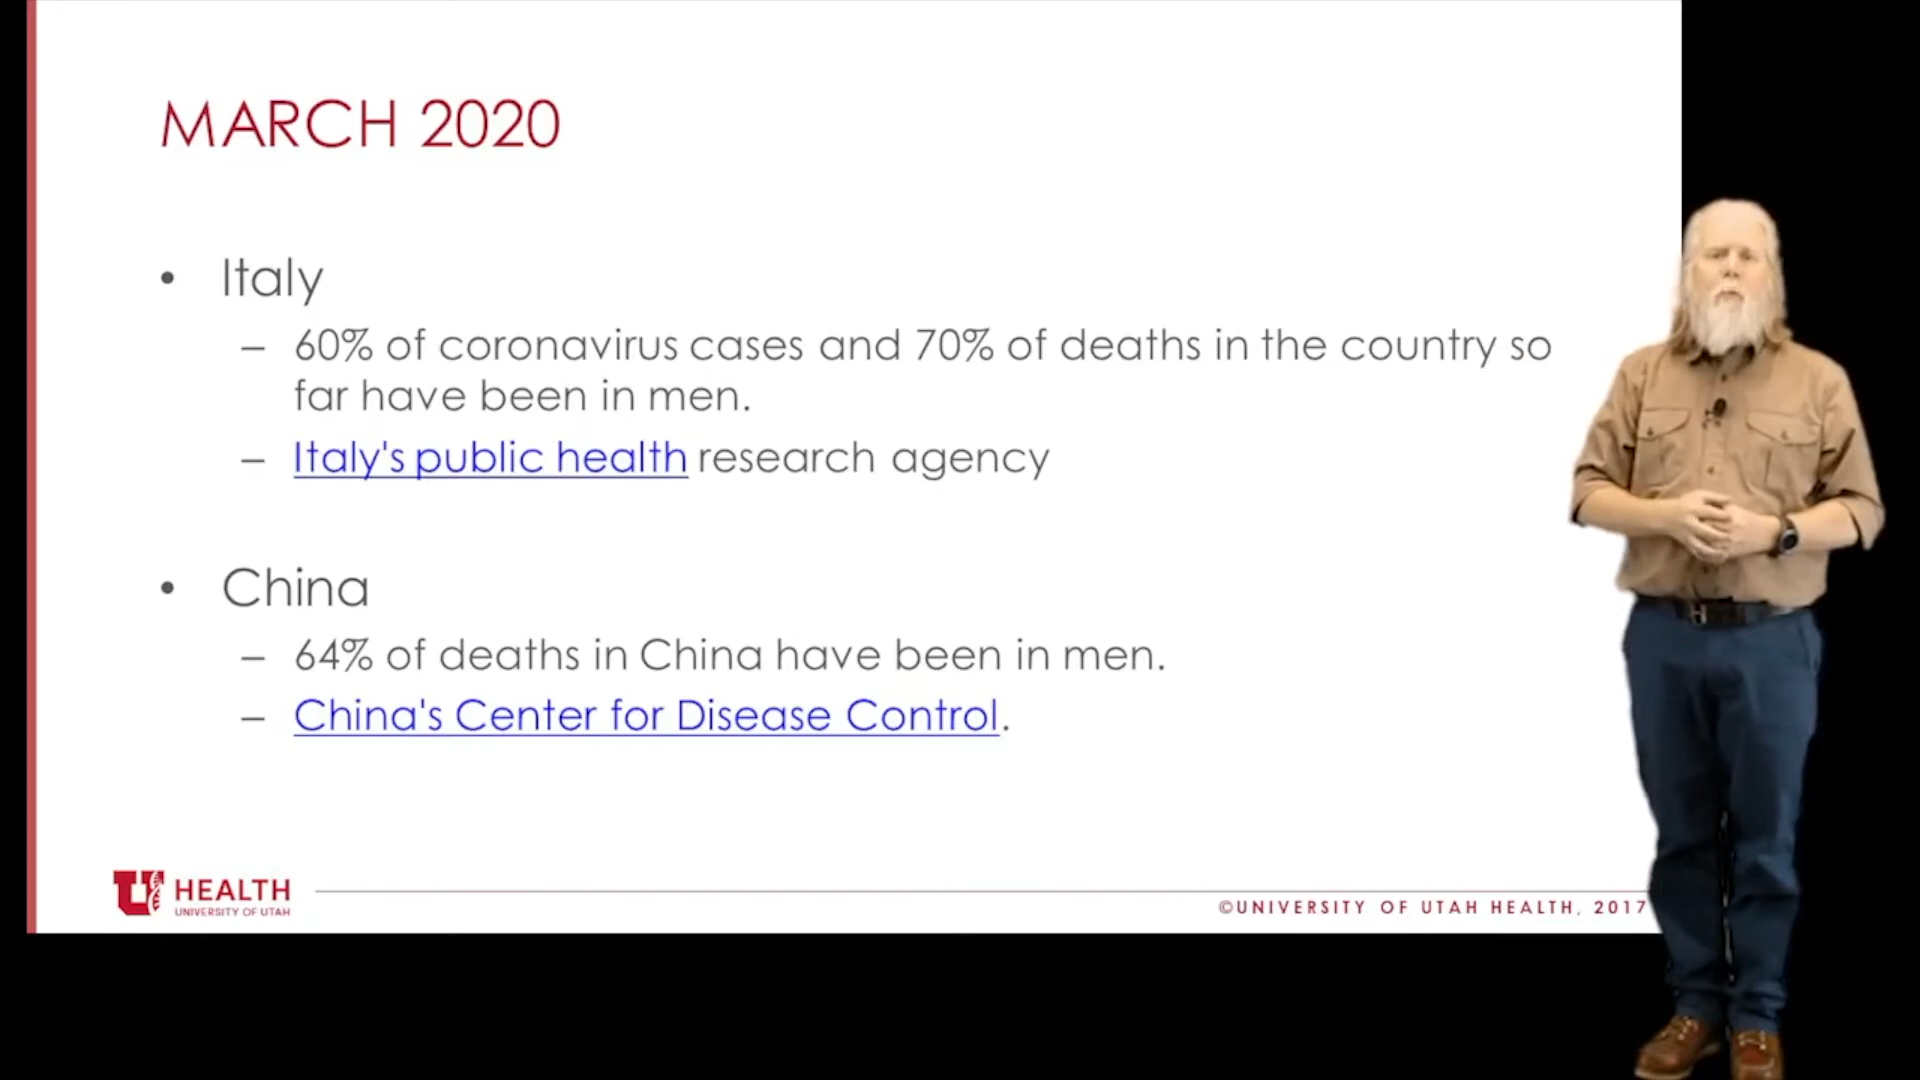 MARCH 2020
• Italy
– 60% of coronavirus cases and 70% of deaths in the country so
far have been in men.
– Italy's public health research agency
• China
– 64% of deaths in China have been in men.
– China's Center for Disease Control.
U HEALTH
UNIVERSITY OF UTAH
©UNIVERSITY OF UTAH HEALTH, 2017